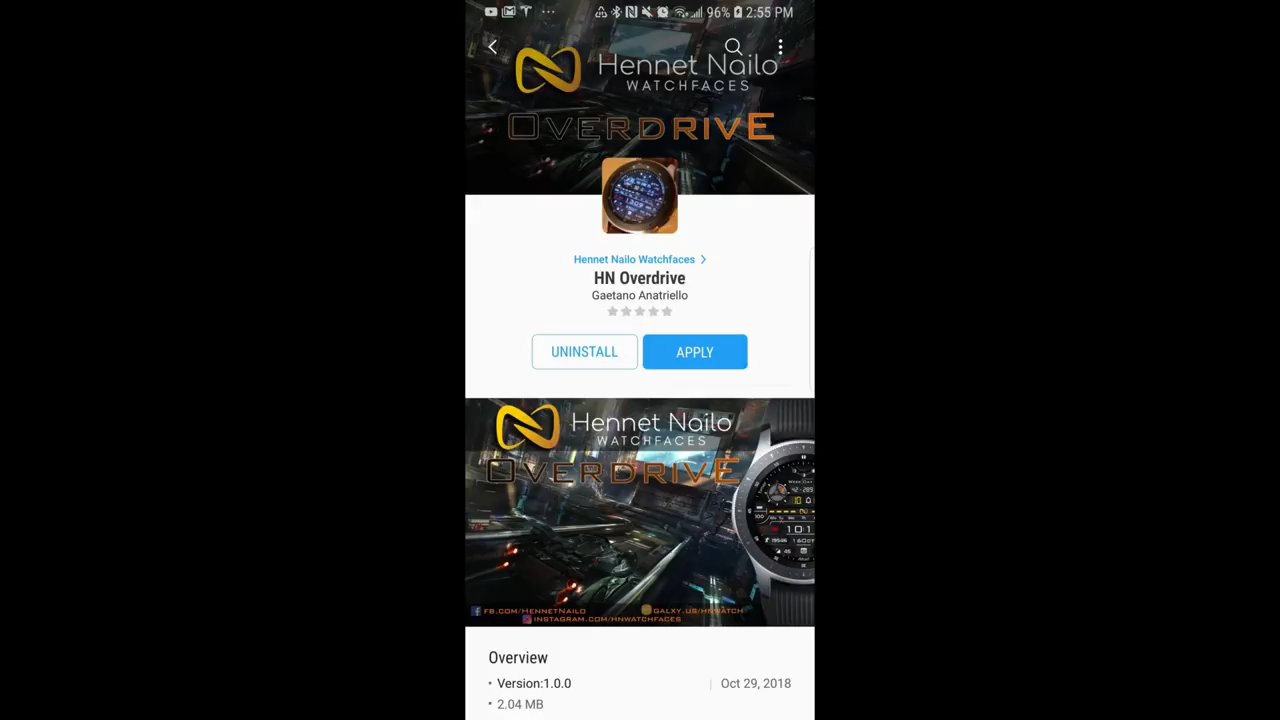 96% 2:55 PM
Hennet Nailo
WATCHFACES
OVERDRIVE
Hennet Nailo Watchfaces
HN Overdrive
Gaetano Anatriello
UNINSTALL
APPLY
Hennet Nailo
WATCHFACES
OVERDRIVE
100
FB.COM/HENNETNAILO
GALXY.US/HNWATCH
INSTAGRAM.COM/HNWATCHFACES
Overview
• Version:1.0.0
Oct 29, 2018
• 2.04 MB